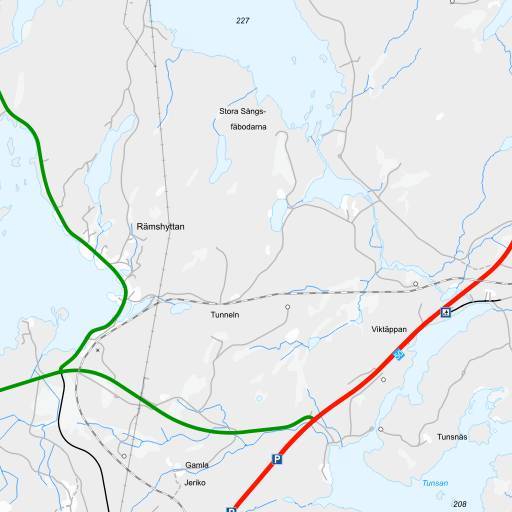 227
Stora Sångs-
fäbodarna
Rämshyttan
Tunneln
Viktäppan
Tunsnäs
Gamla
Jeriko
P
Tunsan
208
P